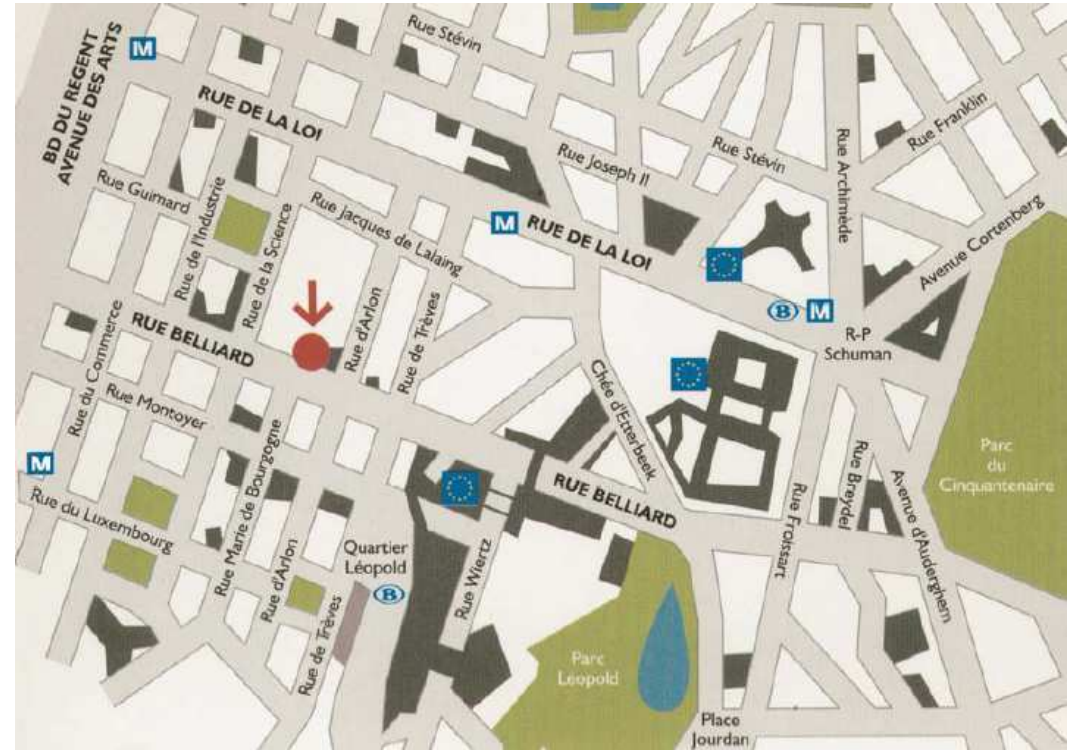 Rue Stévin
M
BD DU REGENT
AVENUE DES ARTS
RUE DE LA LOI
Rue Franklin
Rue Joseph II
Rue Stévin
Rue Archimède
Rue Guimard
Rue de l'Industrie
Rue de la Science
Rue Jacques de Lalaing
M
RUE DE LA LOI
Avenue Cortenberg
B
M
R-P
Schuman
RUE BELLIARD
Rue d'Arlon
Rue de Trèves
Rue du Commerce
Rue Montoyer
Chée d'Etterbeek
Parc
du
Cinquantenaire
M
Rue Marie de Bourgogne
RUE BELLIARD
Rue Froissart
Rue Breydel
Avenue d'Auderghem
Rue du Luxembourg
Quartier
Léopold
B
Rue Wiertz
Rue d'Arlon
Rue de Trèves
Parc
Léopold
Place
Jourdan